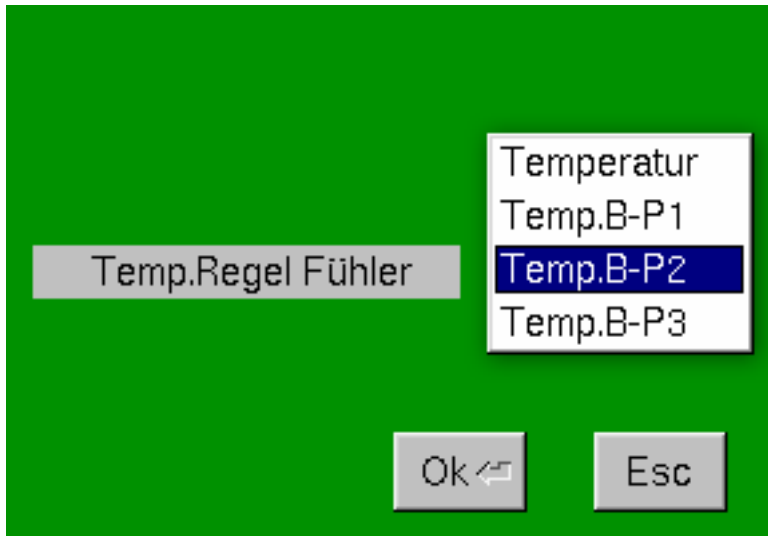 Temperatur
Temp.B-P1
Temp.Regel Fühler
Temp.B-P2
Temp.B-P3
Ok
Esc